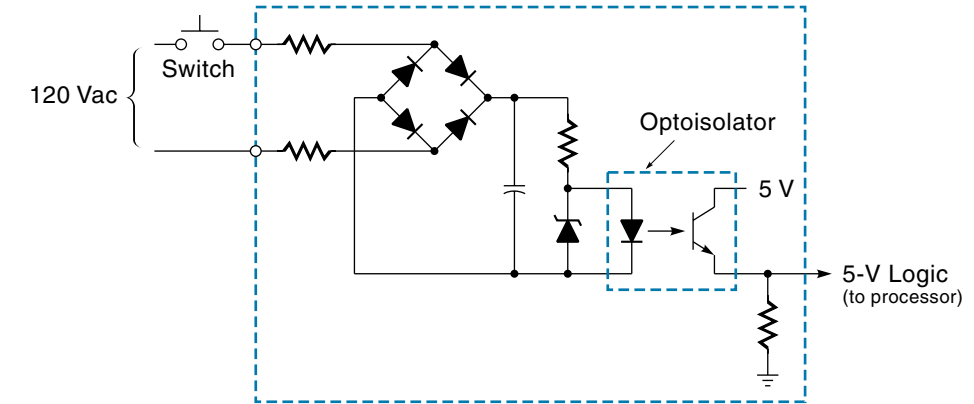 Switch
120 Vac
Optoisolator
5 V
5-V Logic
(to processor)